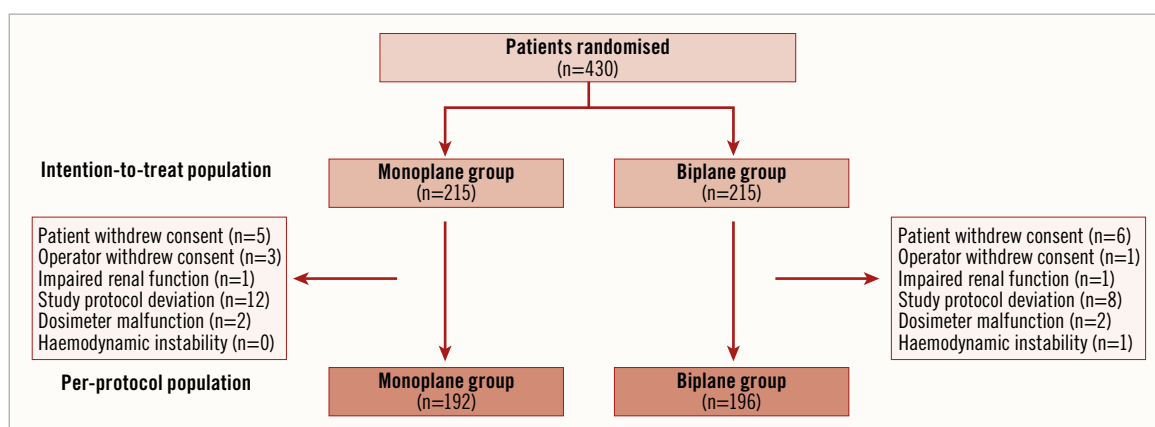 Patients randomised
(n=430)
Intention-to-treat population
Monoplane group
(n=215)
Biplane group
(n=215)
Patient withdrew consent (n=5)
Operator withdrew consent (n=3)
Impaired renal function (n=1)
Study protocol deviation (n=12)
Dosimeter malfunction (n=2)
Haemodynamic instability (n=0)
Patient withdrew consent (n=6)
Operator withdrew consent (n=1)
Impaired renal function (n=1)
Study protocol deviation (n=8)
Dosimeter malfunction (n=2)
Haemodynamic instability (n=1)
Per-protocol population
Monoplane group
(n=192)
Biplane group
(n=196)